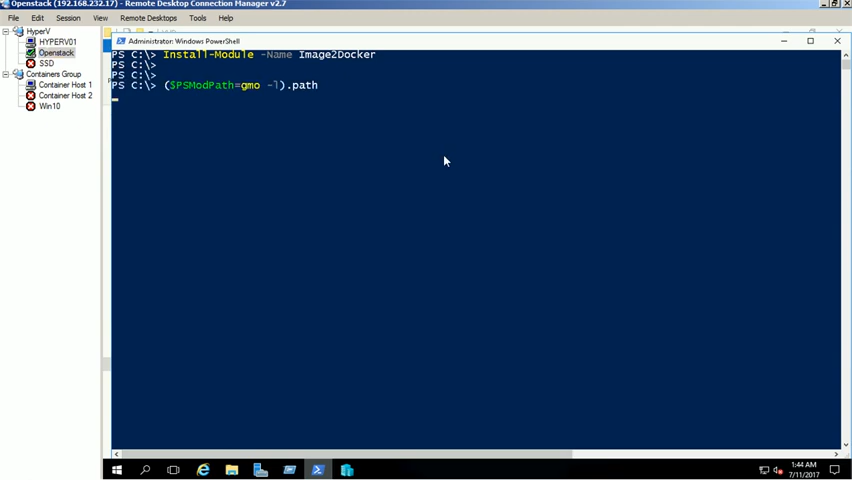 Openstack (192.168.232.17) - Remote Desktop Connection Manager v2.7
File Edit Session View Remote Desktops Tools Help
HyperV
HYPERV01
Openstack
SSD
Containers Group
Container Host 1
Container Host 2
Win10
Administrator: Windows PowerShell
PS C:\> Install-Module -Name Image2Docker
PS C:\>
PS C:\>
PS C:\> ($PSModPath=gmo -l).path
1:44 AM
7/11/2017